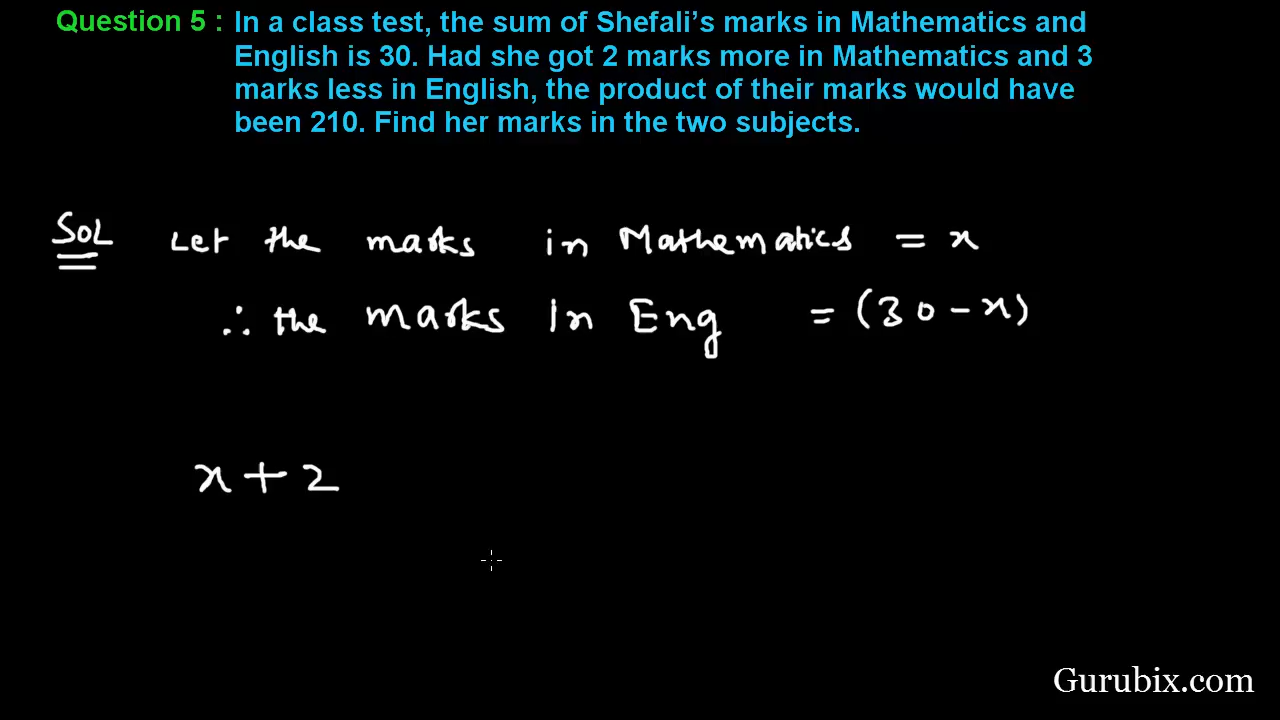 Question 5 : In a class test, the sum of Shefali's marks in Mathematics and
English is 30. Had she got 2 marks more in Mathematics and 3
marks less in English, the product of their marks would have
been 210. Find her marks in the two subjects.
SOL Let the marks in Mathematics = x
∴ the marks in Eng = (30 - x)
x + 2
Gurubix.com